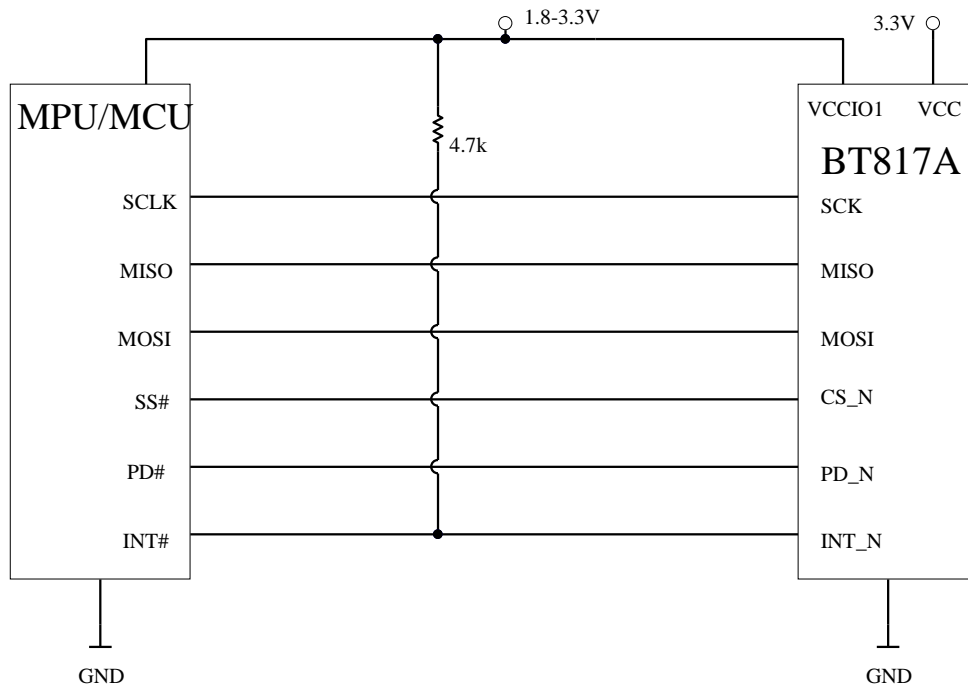 1.8-3.3V
3.3V
MPU/MCU
VCCIO1
VCC
4.7k
BT817A
SCLK
SCK
MISO
MISO
MOSI
MOSI
SS#
CS_N
PD#
PD_N
INT#
INT_N
GND
GND